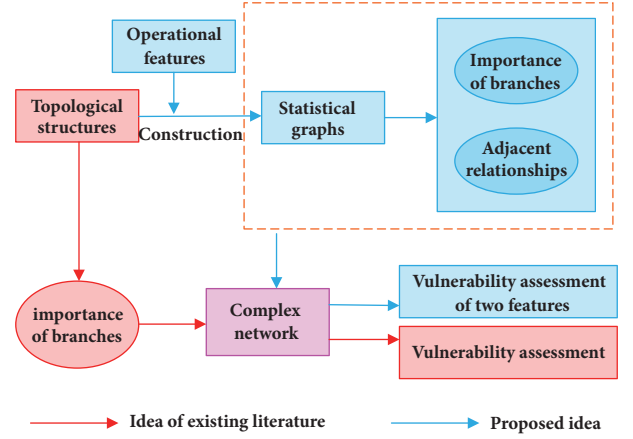 Operational
features
Topological
structures
Construction
Statistical
graphs
Importance
of branches
Adjacent
relationships
importance
of branches
Complex
network
Vulnerability assessment
of two features
Vulnerability assessment
Idea of existing literature
Proposed idea